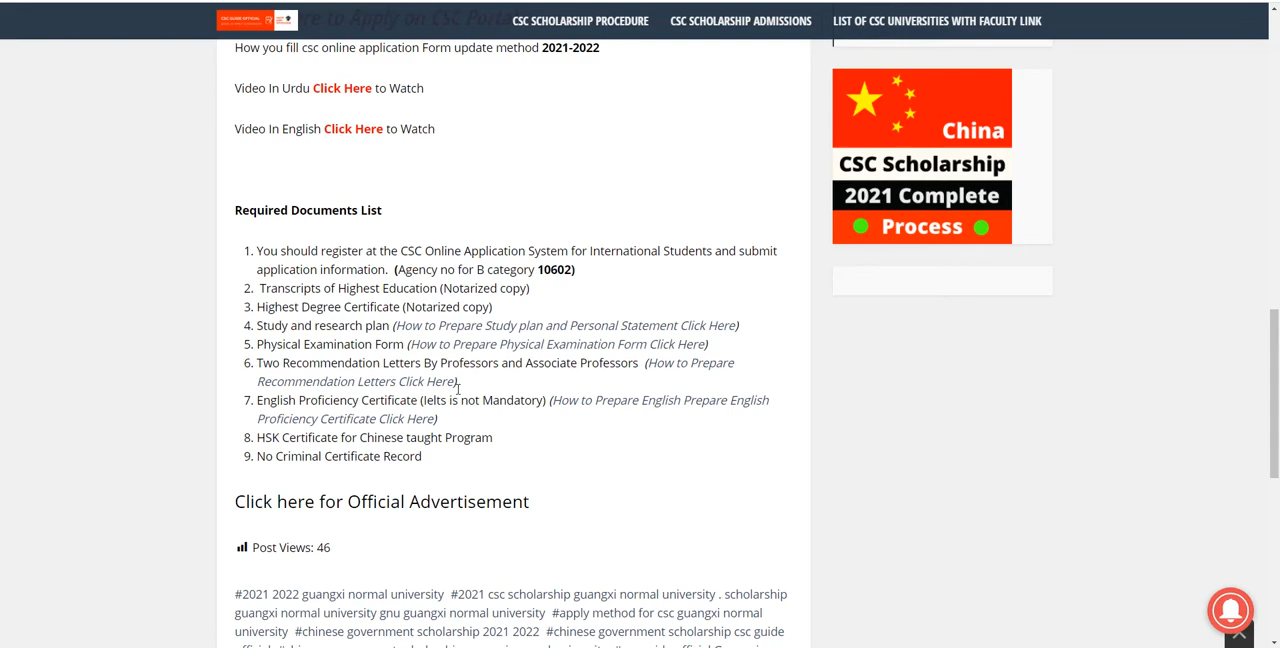 CSC GUIDE OFFICIAL
CSC SCHOLARSHIP PROCEDURE
CSC SCHOLARSHIP ADMISSIONS
LIST OF CSC UNIVERSITIES WITH FACULTY LINK
How you fill csc online application Form update method 2021-2022
Video In Urdu Click Here to Watch
Video In English Click Here to Watch
Required Documents List
1. You should register at the CSC Online Application System for International Students and submit
application information. (Agency no for B category 10602)
2. Transcripts of Highest Education (Notarized copy)
3. Highest Degree Certificate (Notarized copy)
4. Study and research plan (How to Prepare Study plan and Personal Statement Click Here)
5. Physical Examination Form (How to Prepare Physical Examination Form Click Here)
6. Two Recommendation Letters By Professors and Associate Professors (How to Prepare
Recommendation Letters Click Here)
7. English Proficiency Certificate (Ielts is not Mandatory) (How to Prepare English Prepare English
Proficiency Certificate Click Here)
8. HSK Certificate for Chinese taught Program
9. No Criminal Certificate Record
Click here for Official Advertisement
Post Views: 46
#2021 2022 guangxi normal university #2021 csc scholarship guangxi normal university . scholarship
guangxi normal university gnu guangxi normal university #apply method for csc guangxi normal
university #chinese government scholarship 2021 2022 #chinese government scholarship csc guide
China
CSC Scholarship
2021 Complete
Process